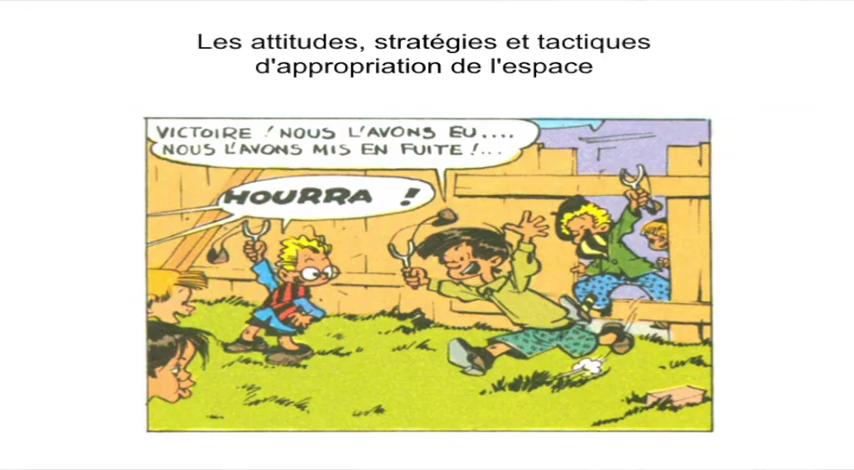 Les attitudes, stratégies et tactiques
d'appropriation de l'espace
VICTOIRE ! NOUS L'AVONS EU....
NOUS L'AVONS MIS EN FUITE !...
HOURRA !